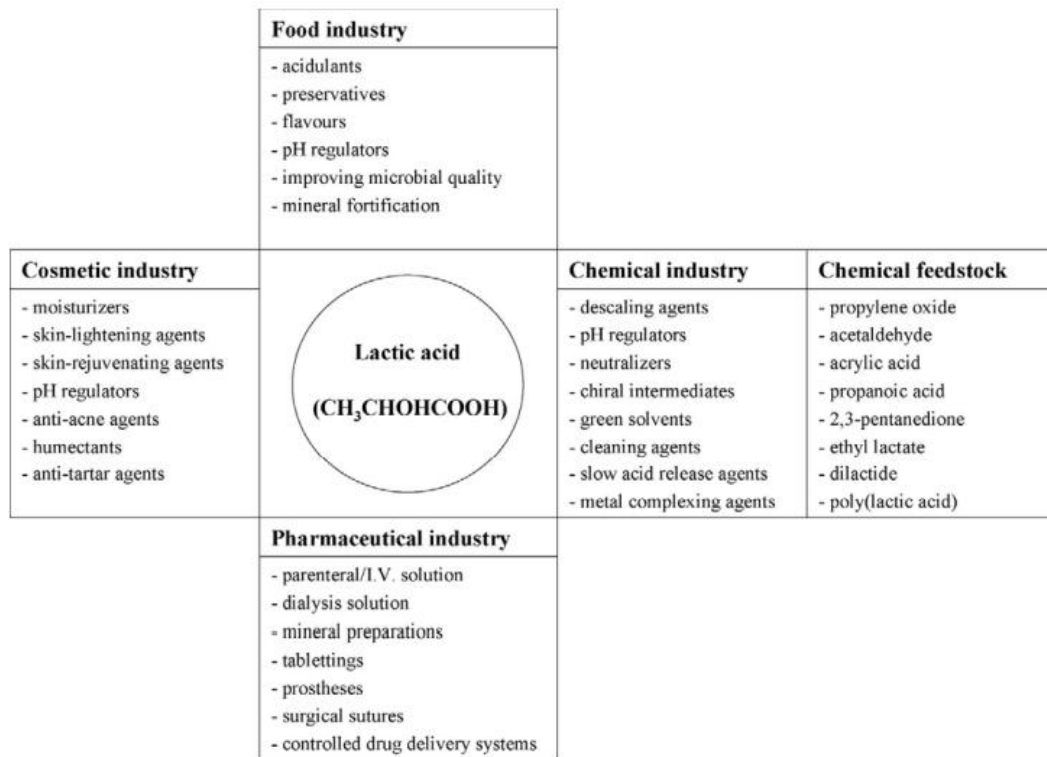 Food industry
- acidulants
- preservatives
- flavours
- pH regulators
- improving microbial quality
- mineral fortification
Cosmetic industry
- moisturizers
- skin-lightening agents
- skin-rejuvenating agents
- pH regulators
- anti-acne agents
- humectants
- anti-tartar agents
Lactic acid
(CH₃CHOHCOOH)
Chemical industry
- descaling agents
- pH regulators
- neutralizers
- chiral intermediates
- green solvents
- cleaning agents
- slow acid release agents
- metal complexing agents
Chemical feedstock
- propylene oxide
- acetaldehyde
- acrylic acid
- propanoic acid
- 2,3-pentanedione
- ethyl lactate
- dilactide
- poly(lactic acid)
Pharmaceutical industry
- parenteral/I.V. solution
- dialysis solution
- mineral preparations
- tablettings
- prostheses
- surgical sutures
- controlled drug delivery systems